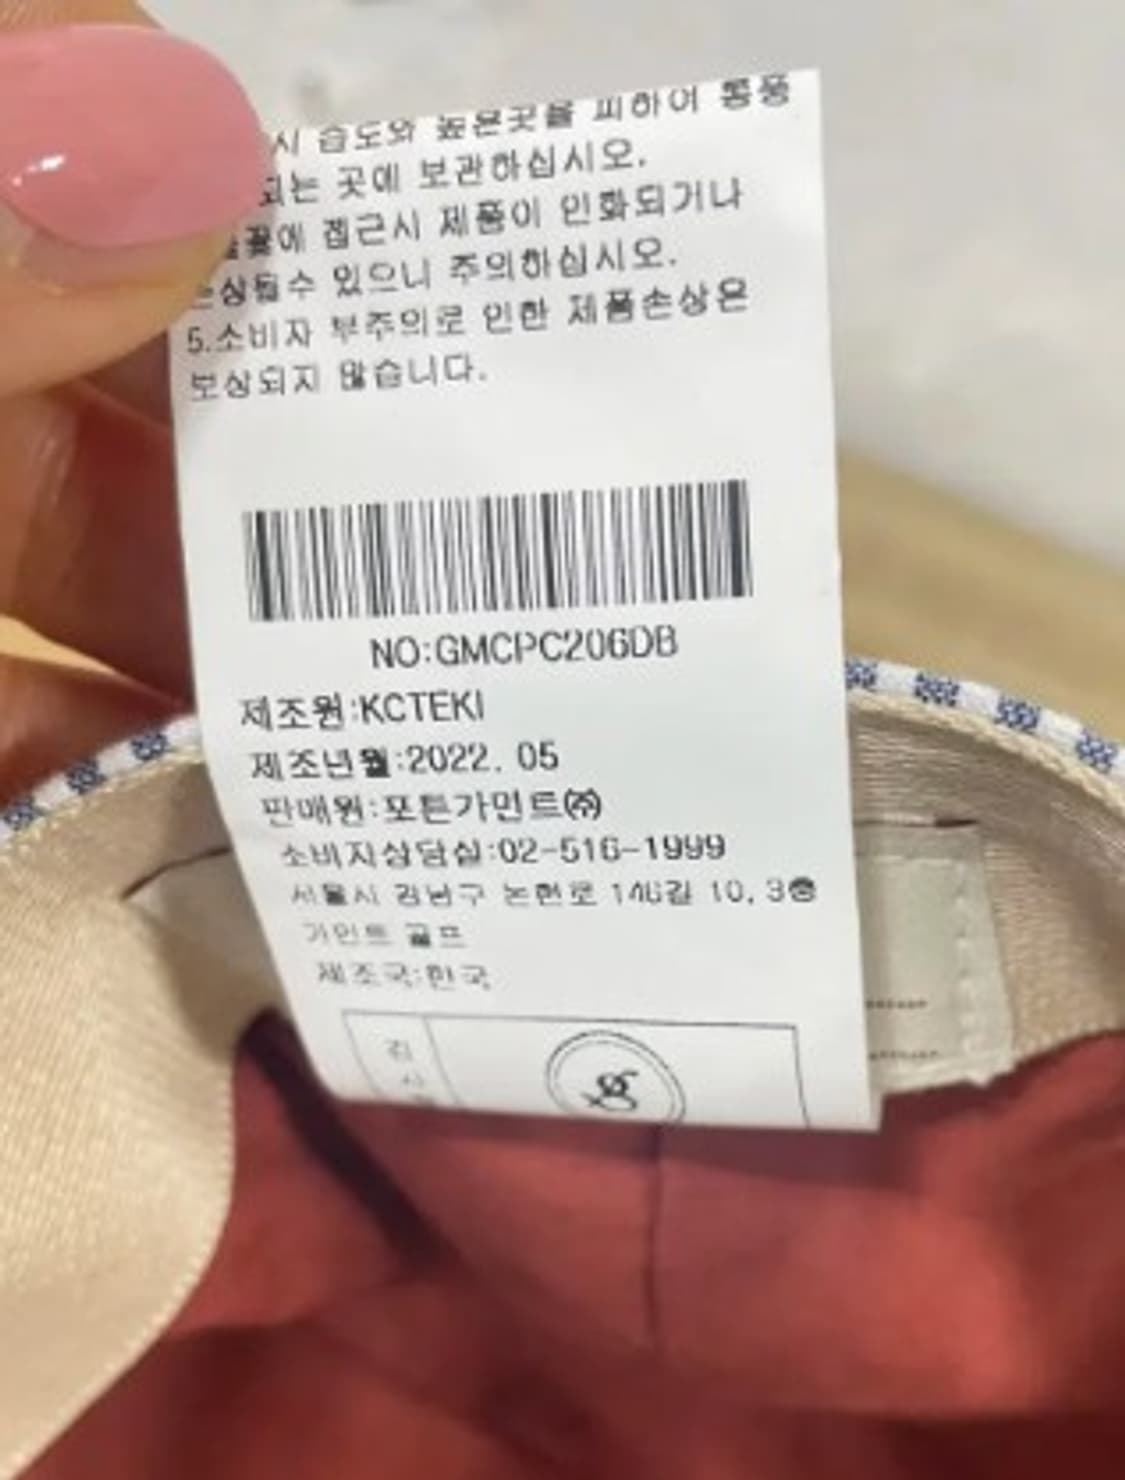 시 습도와 높은곳을 피하여 통풍
되는 곳에 보관하십시오.
불꽃에 접근시 제품이 인화되거나
손상될수 있으니 주의하십시오.
5.소비자 부주의로 인한 제품손상은
보상되지 않습니다.
NO:GMCPC206DB
제조원:KCTEKI
제조년월:2022. 05
판매원:포튼가먼트㈜
소비자상담실:02-516-1999
서울시 강남구 논현로 146길 10, 3층
가먼트 골프
제조국:한국
검
사